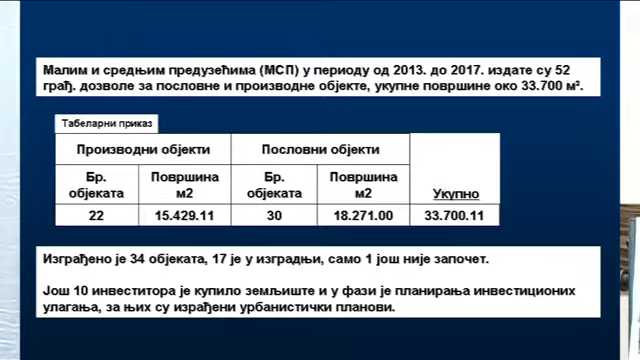 Малим и средњим предузећима (МСП) у периоду од 2013. до 2017. издате су 52
грађ. дозволе за пословне и производне објекте, укупне површине око 33.700 м².
Табеларни приказ
Производни објекти Пословни објекти
Бр. објеката Површина м2 Бр. објеката Површина м2 Укупно
22 15.429.11 30 18.271.00 33.700.11
Изграђено је 34 објеката, 17 је у изградњи, само 1 још није започет.
Још 10 инвеститора је купило земљиште и у фази је планирања инвестиционих
улагања, за њих су израђени урбанистички планови.